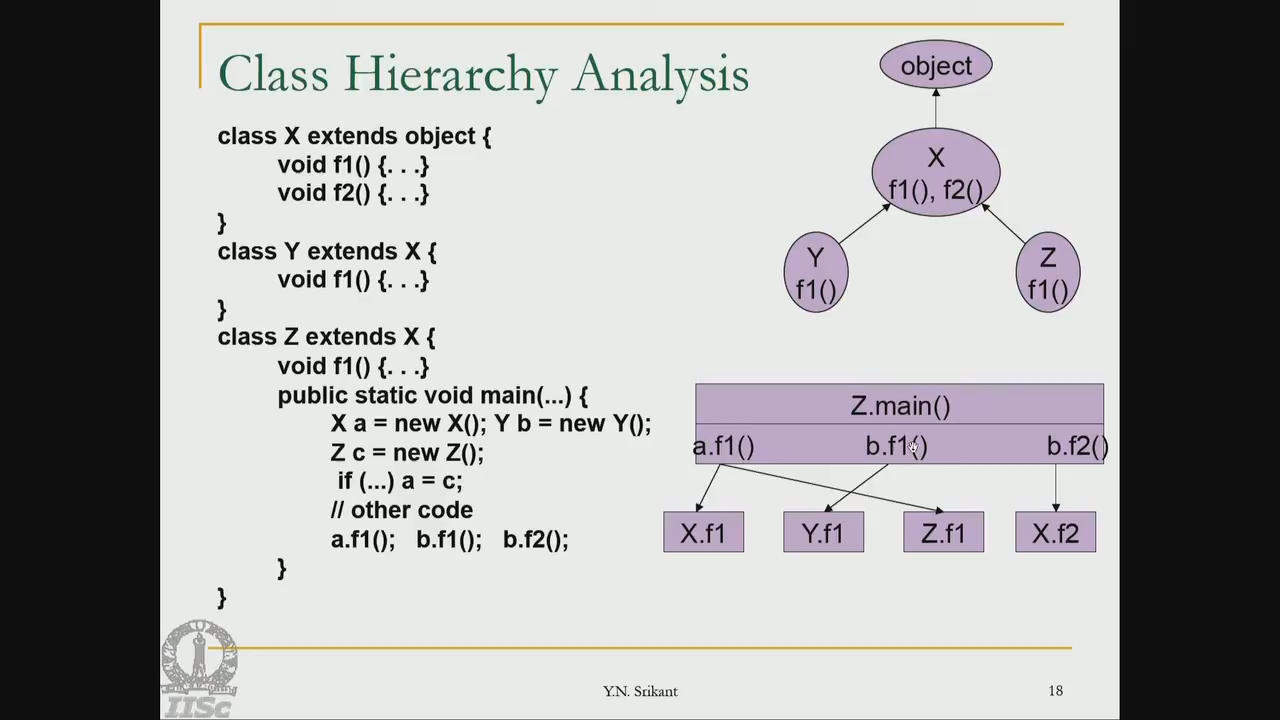 Class Hierarchy Analysis
class X extends object {
void f1() {. . .}
void f2() {. . .}
}
class Y extends X {
void f1() {. . .}
}
class Z extends X {
void f1() {. . .}
public static void main(...) {
X a = new X(); Y b = new Y();
Z c = new Z();
if (...) a = c;
// other code
a.f1();   b.f1();   b.f2();
}
}
object
X
f1(), f2()
Y
f1()
Z
f1()
Z.main()
a.f1() b.f1() b.f2()
X.f1 Y.f1 Z.f1 X.f2
IISc
Y.N. Srikant 18